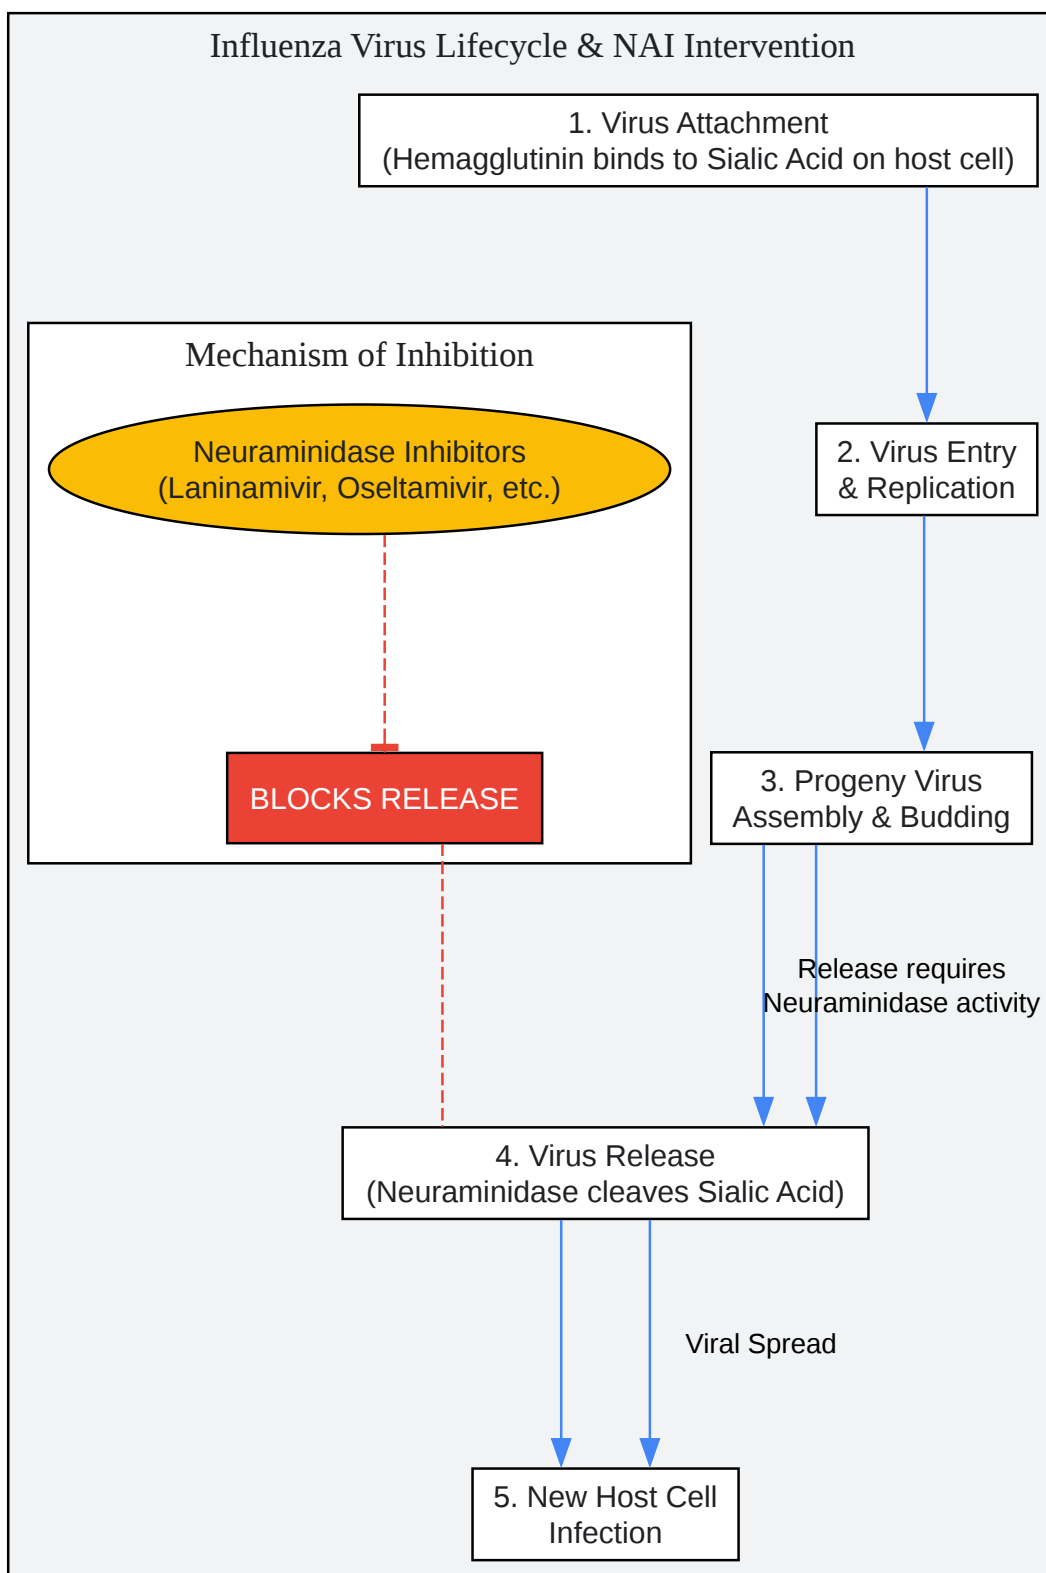 Influenza Virus Lifecycle & NAI Intervention
1. Virus Attachment
(Hemagglutinin binds to Sialic Acid on host cell)
Mechanism of Inhibition
Neuraminidase Inhibitors
(Laninamivir, Oseltamivir, etc.)
2. Virus Entry
& Replication
BLOCKS RELEASE
3. Progeny Virus
Assembly & Budding
Release requires
Neuraminidase activity
4. Virus Release
(Neuraminidase cleaves Sialic Acid)
Viral Spread
5. New Host Cell
Infection